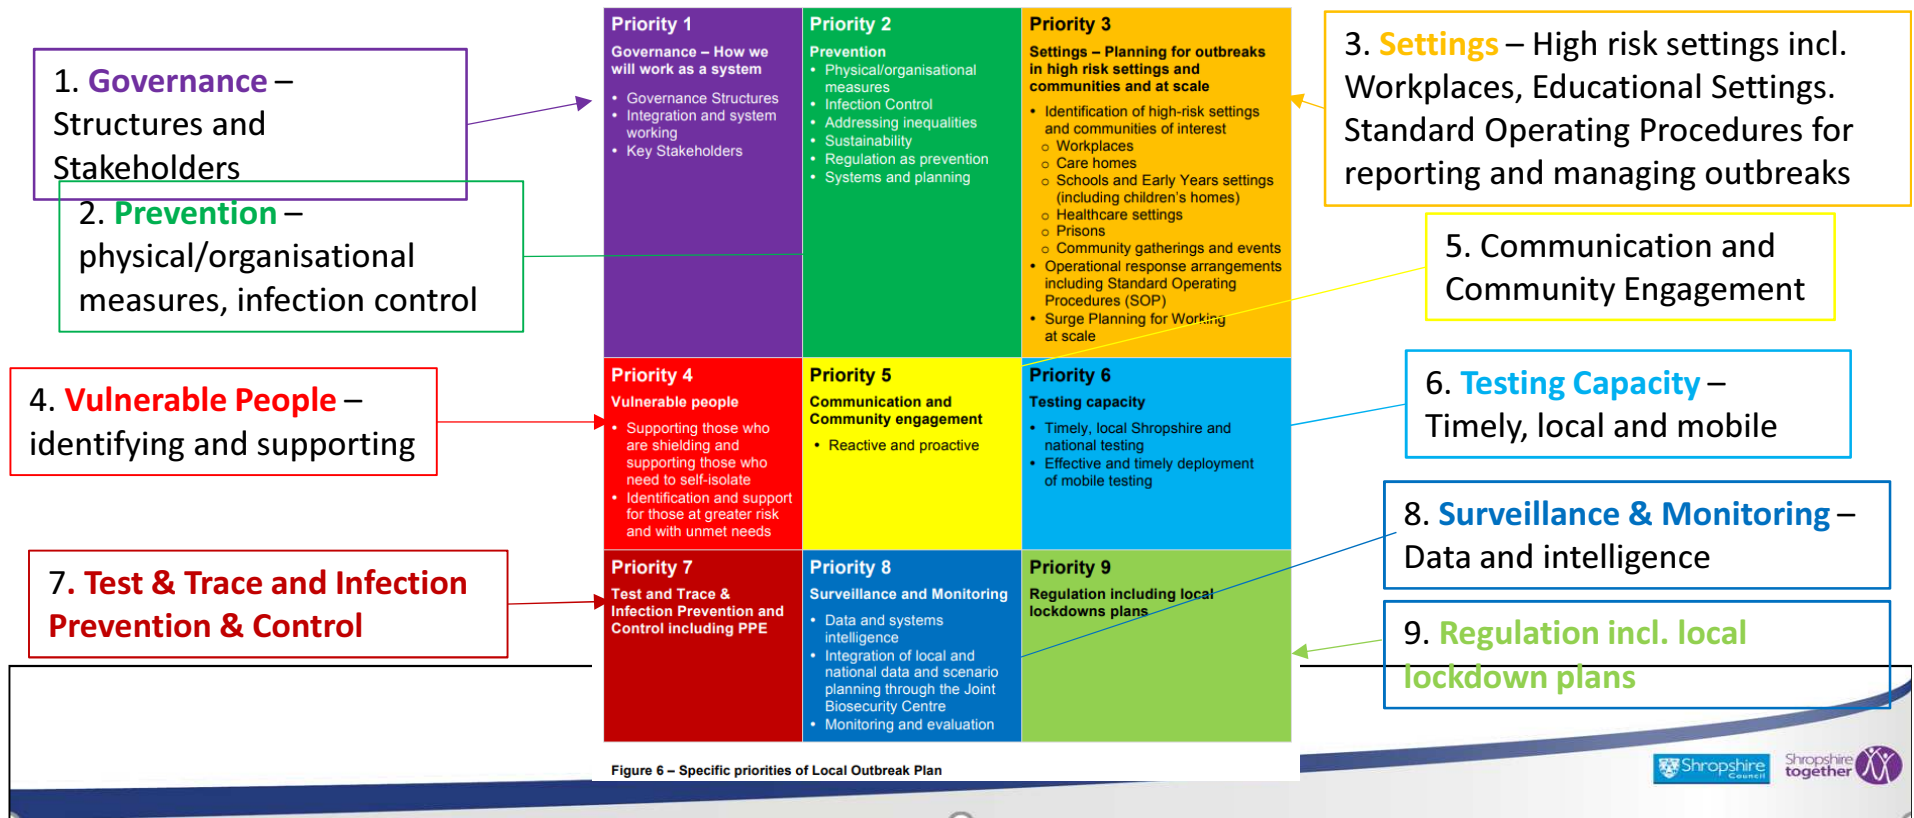 1. Governance –
Structures and
Stakeholders
2. Prevention –
physical/organisational
measures, infection control
4. Vulnerable People –
identifying and supporting
7. Test & Trace and Infection
Prevention & Control
Priority 1
Governance – How we
will work as a system
• Governance Structures
• Integration and system
working
• Key Stakeholders
Priority 2
Prevention
• Physical/organisational
measures
• Infection Control
• Addressing inequalities
• Sustainability
• Regulation as prevention
• Systems and planning
Priority 3
Settings – Planning for outbreaks
in high risk settings and
communities and at scale
• Identification of high-risk settings
and communities of interest
o Workplaces
o Care homes
o Schools and Early Years settings
(including children's homes)
o Healthcare settings
o Prisons
o Community gatherings and events
• Operational response arrangements
including Standard Operating
Procedures (SOP)
• Surge Planning for Working
at scale
Priority 4
Vulnerable people
• Supporting those who
are shielding and
supporting those who
need to self-isolate
• Identification and support
for those at greater risk
and with unmet needs
Priority 5
Communication and
Community engagement
• Reactive and proactive
Priority 6
Testing capacity
• Timely, local Shropshire and
national testing
• Effective and timely deployment
of mobile testing
Priority 7
Test and Trace &
Infection Prevention and
Control including PPE
Priority 8
Surveillance and Monitoring
• Data and systems
intelligence
• Integration of local and
national data and scenario
planning through the Joint
Biosecurity Centre
• Monitoring and evaluation
Priority 9
Regulation including local
lockdowns plans
Figure 6 – Specific priorities of Local Outbreak Plan
3. Settings – High risk settings incl.
Workplaces, Educational Settings.
Standard Operating Procedures for
reporting and managing outbreaks
5. Communication and
Community Engagement
6. Testing Capacity –
Timely, local and mobile
8. Surveillance & Monitoring –
Data and intelligence
9. Regulation incl. local
lockdown plans
Shropshire
Council
Shropshire
together